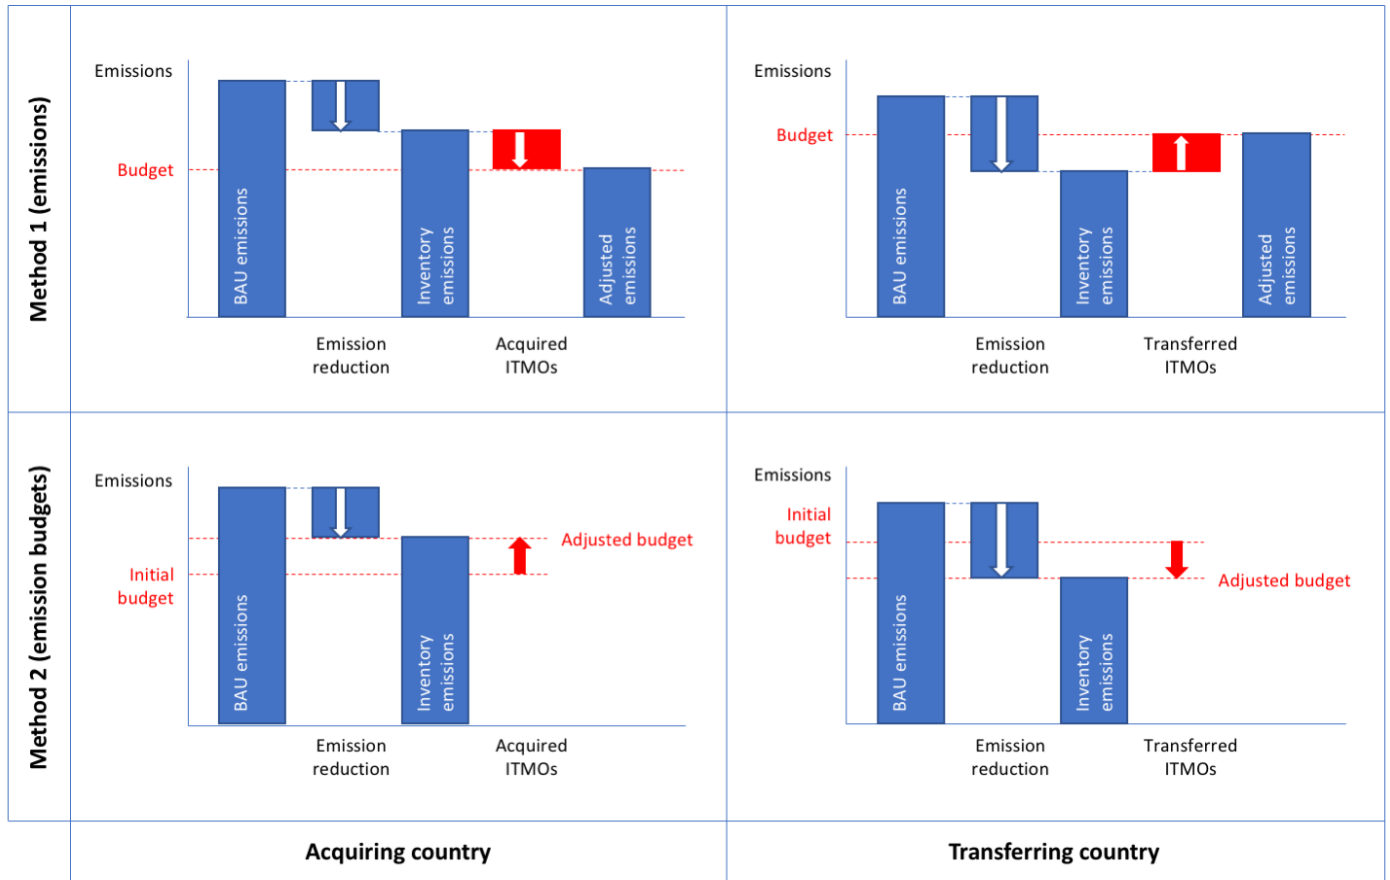 Method 1 (emissions)
Emissions
Budget
BAU emissions
Inventory
emissions
Adjusted
emissions
Emission
reduction
Acquired
ITMOs
Emissions
Budget
BAU emissions
Inventory
emissions
Adjusted
emissions
Emission
reduction
Transferred
ITMOs
Method 2 (emission budgets)
Emissions
Adjusted budget
Initial
budget
BAU emissions
Inventory
emissions
Emission
reduction
Acquired
ITMOs
Emissions
Initial
budget
Adjusted budget
BAU emissions
Inventory
emissions
Emission
reduction
Transferred
ITMOs
Acquiring country
Transferring country